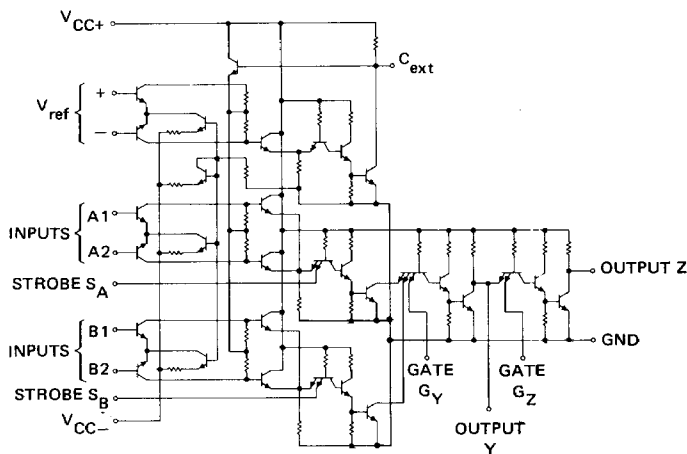 VCC+
Cext
Vref
+
−
INPUTS
A1
A2
STROBE SA
OUTPUT Z
INPUTS
B1
B2
GND
GATE GY
GATE GZ
STROBE SB
VCC−
OUTPUT Y